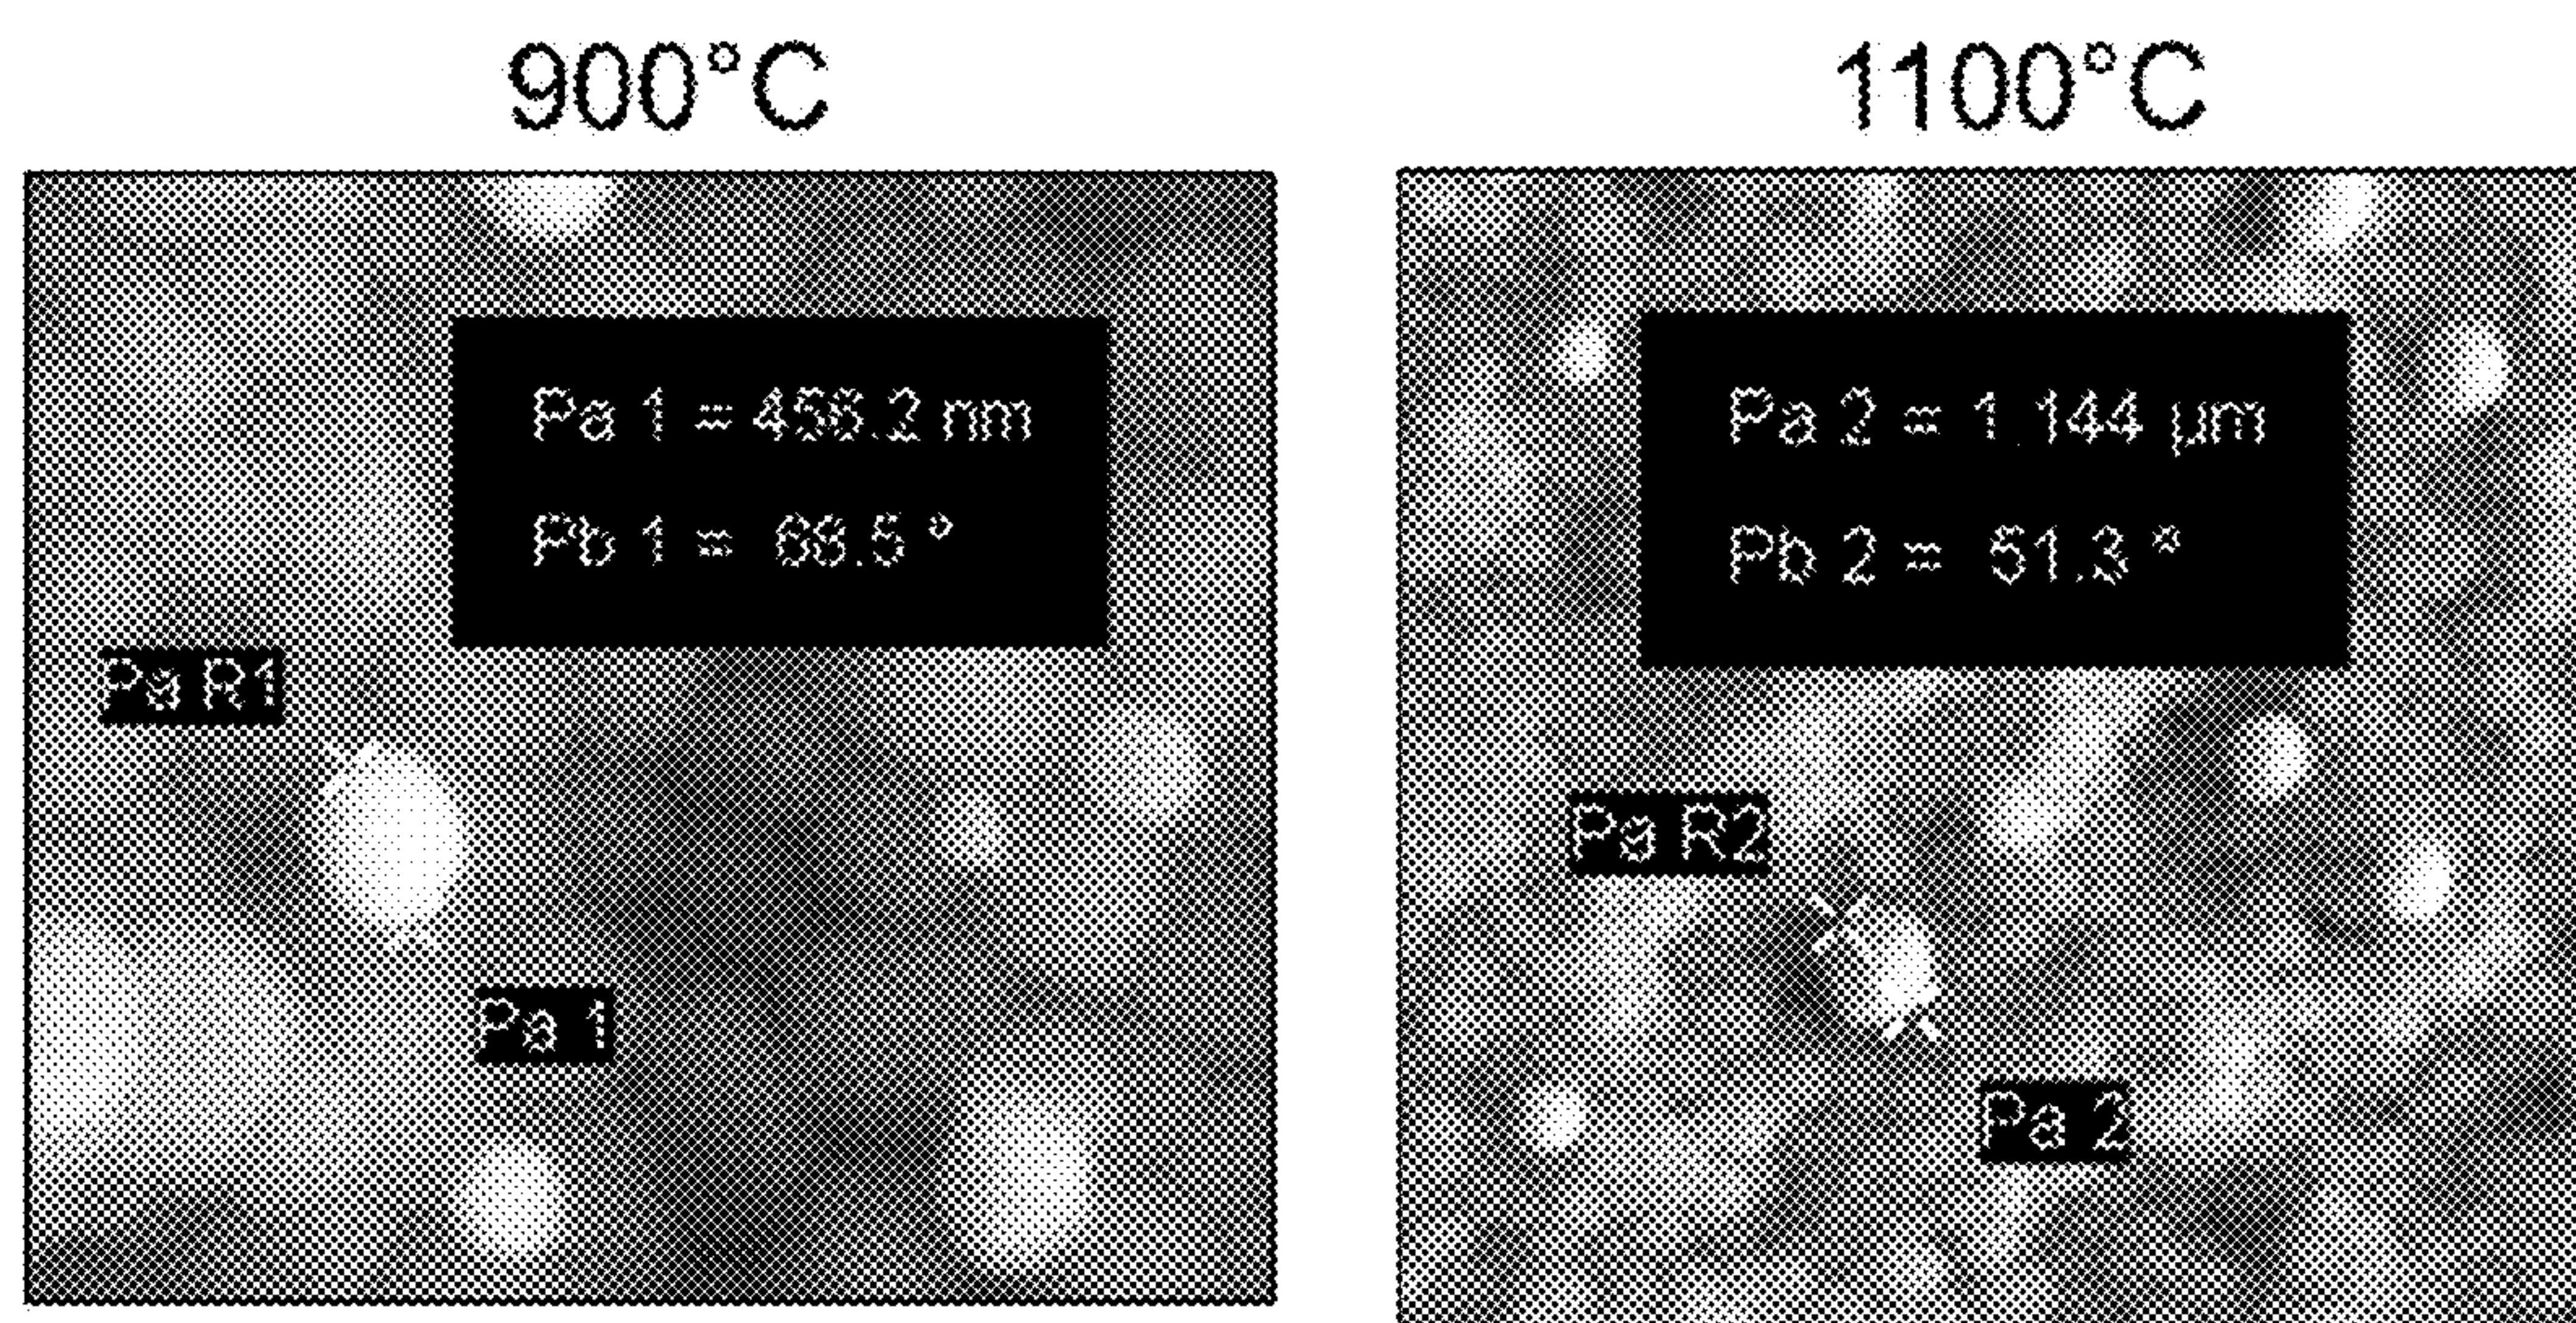 900°C
Pa 1 = 456.2 nm
Pb 1 = 68.5 °
Pa R1
Pa 1
1100°C
Pa 2 = 1.144 µm
Pb 2 = 51.3 °
Pa R2
Pa 2